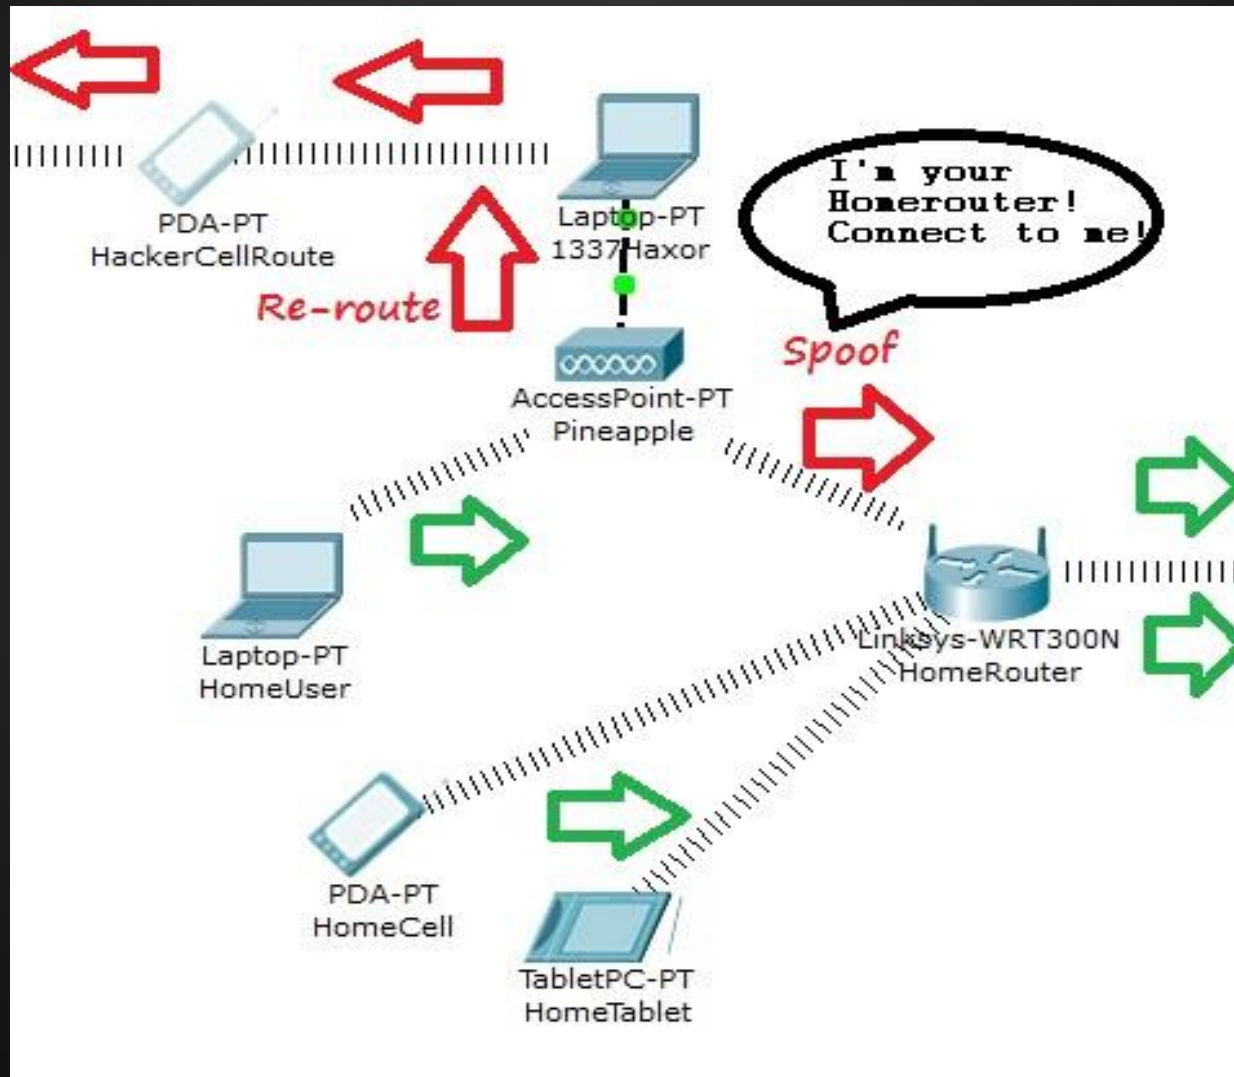 Laptop-PT
1337Haxor
PDA-PT
HackerCellRoute
I'm your
Homerouter!
Connect to me!
Re-route
Spoof
AccessPoint-PT
Pineapple
Laptop-PT
HomeUser
Linksys-WRT300N
HomeRouter
PDA-PT
HomeCell
TabletPC-PT
HomeTablet